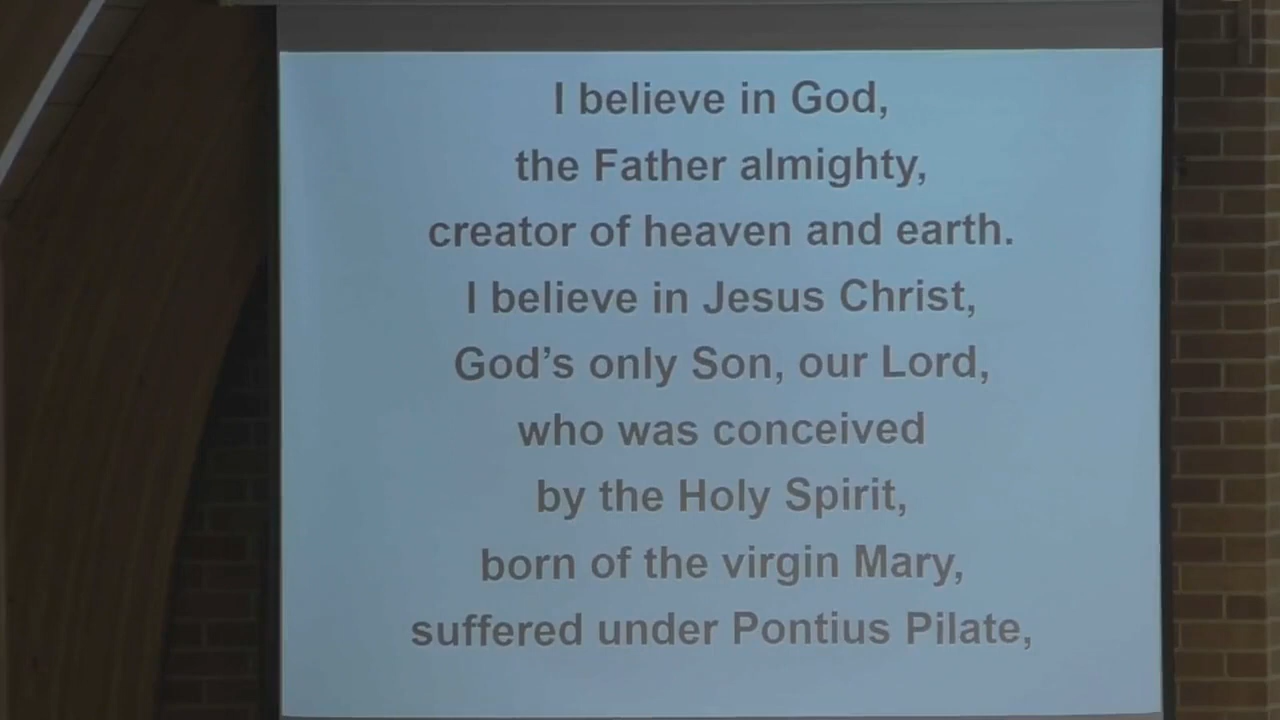 I believe in God,
the Father almighty,
creator of heaven and earth.
I believe in Jesus Christ,
God’s only Son, our Lord,
who was conceived
by the Holy Spirit,
born of the virgin Mary,
suffered under Pontius Pilate,